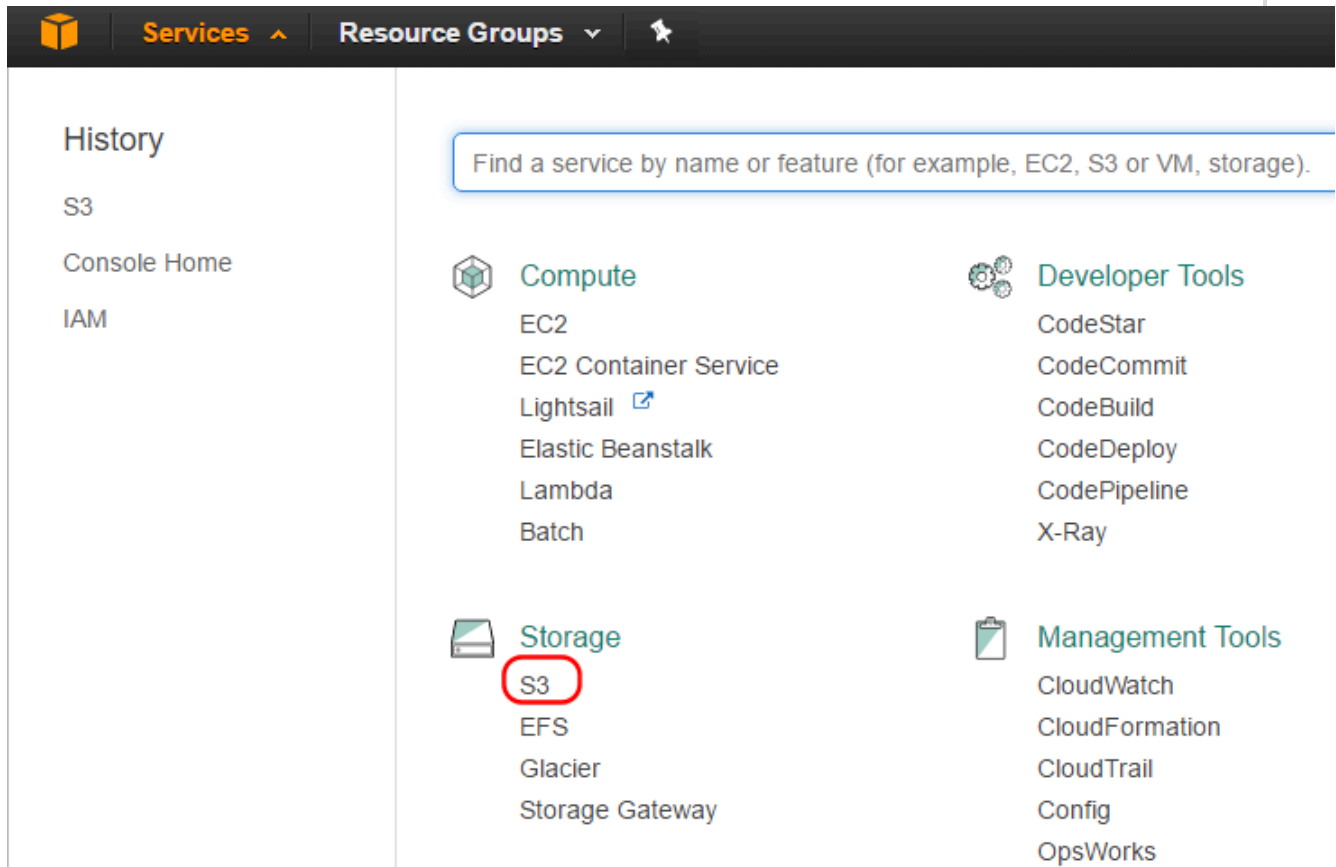 Services Resource Groups
History
S3
Console Home
IAM
Find a service by name or feature (for example, EC2, S3 or VM, storage).
Compute
EC2
EC2 Container Service
Lightsail
Elastic Beanstalk
Lambda
Batch
Developer Tools
CodeStar
CodeCommit
CodeBuild
CodeDeploy
CodePipeline
X-Ray
Storage
S3
EFS
Glacier
Storage Gateway
Management Tools
CloudWatch
CloudFormation
CloudTrail
Config
OpsWorks